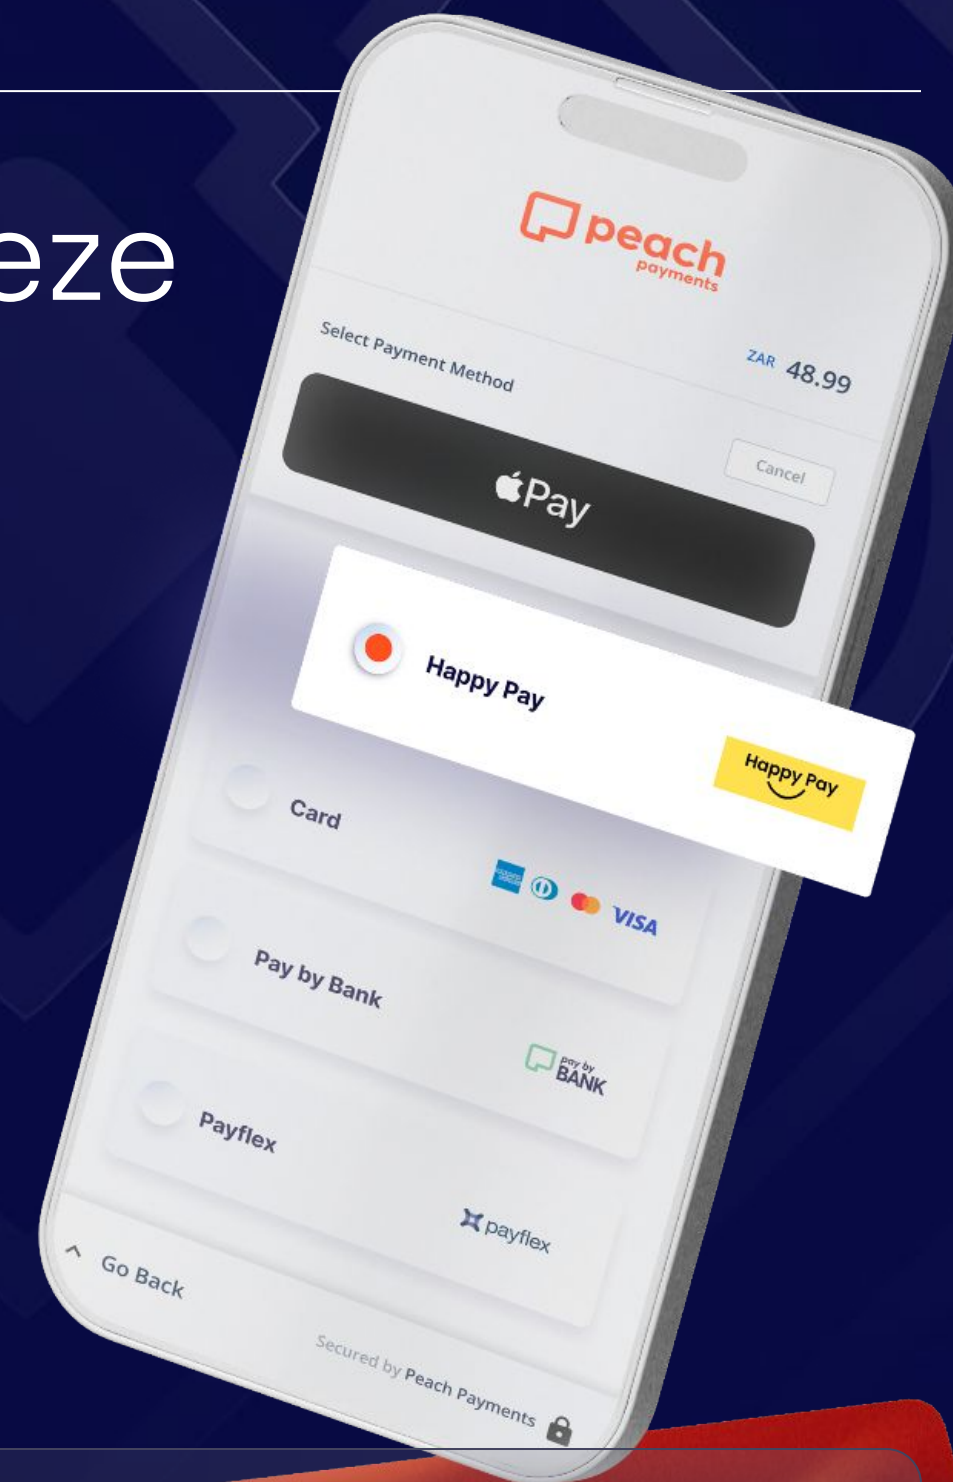 eze
peach
payments
Select Payment Method
ZAR 48.99
Cancel
Pay
Happy Pay
Happy Pay
Card
VISA
Pay by Bank
pay by
BANK
Payflex
payflex
Go Back
Secured by Peach Payments